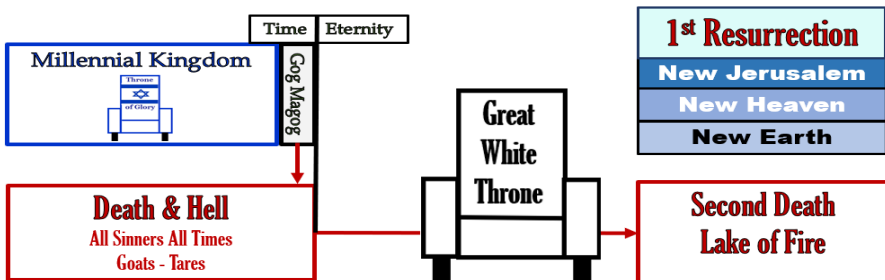 Time Eternity
Millennial Kingdom
Throne
of Glory
Gog Magog
1st Resurrection
New Jerusalem
New Heaven
New Earth
Great
White
Throne
Death & Hell
All Sinners All Times
Goats - Tares
Second Death
Lake of Fire